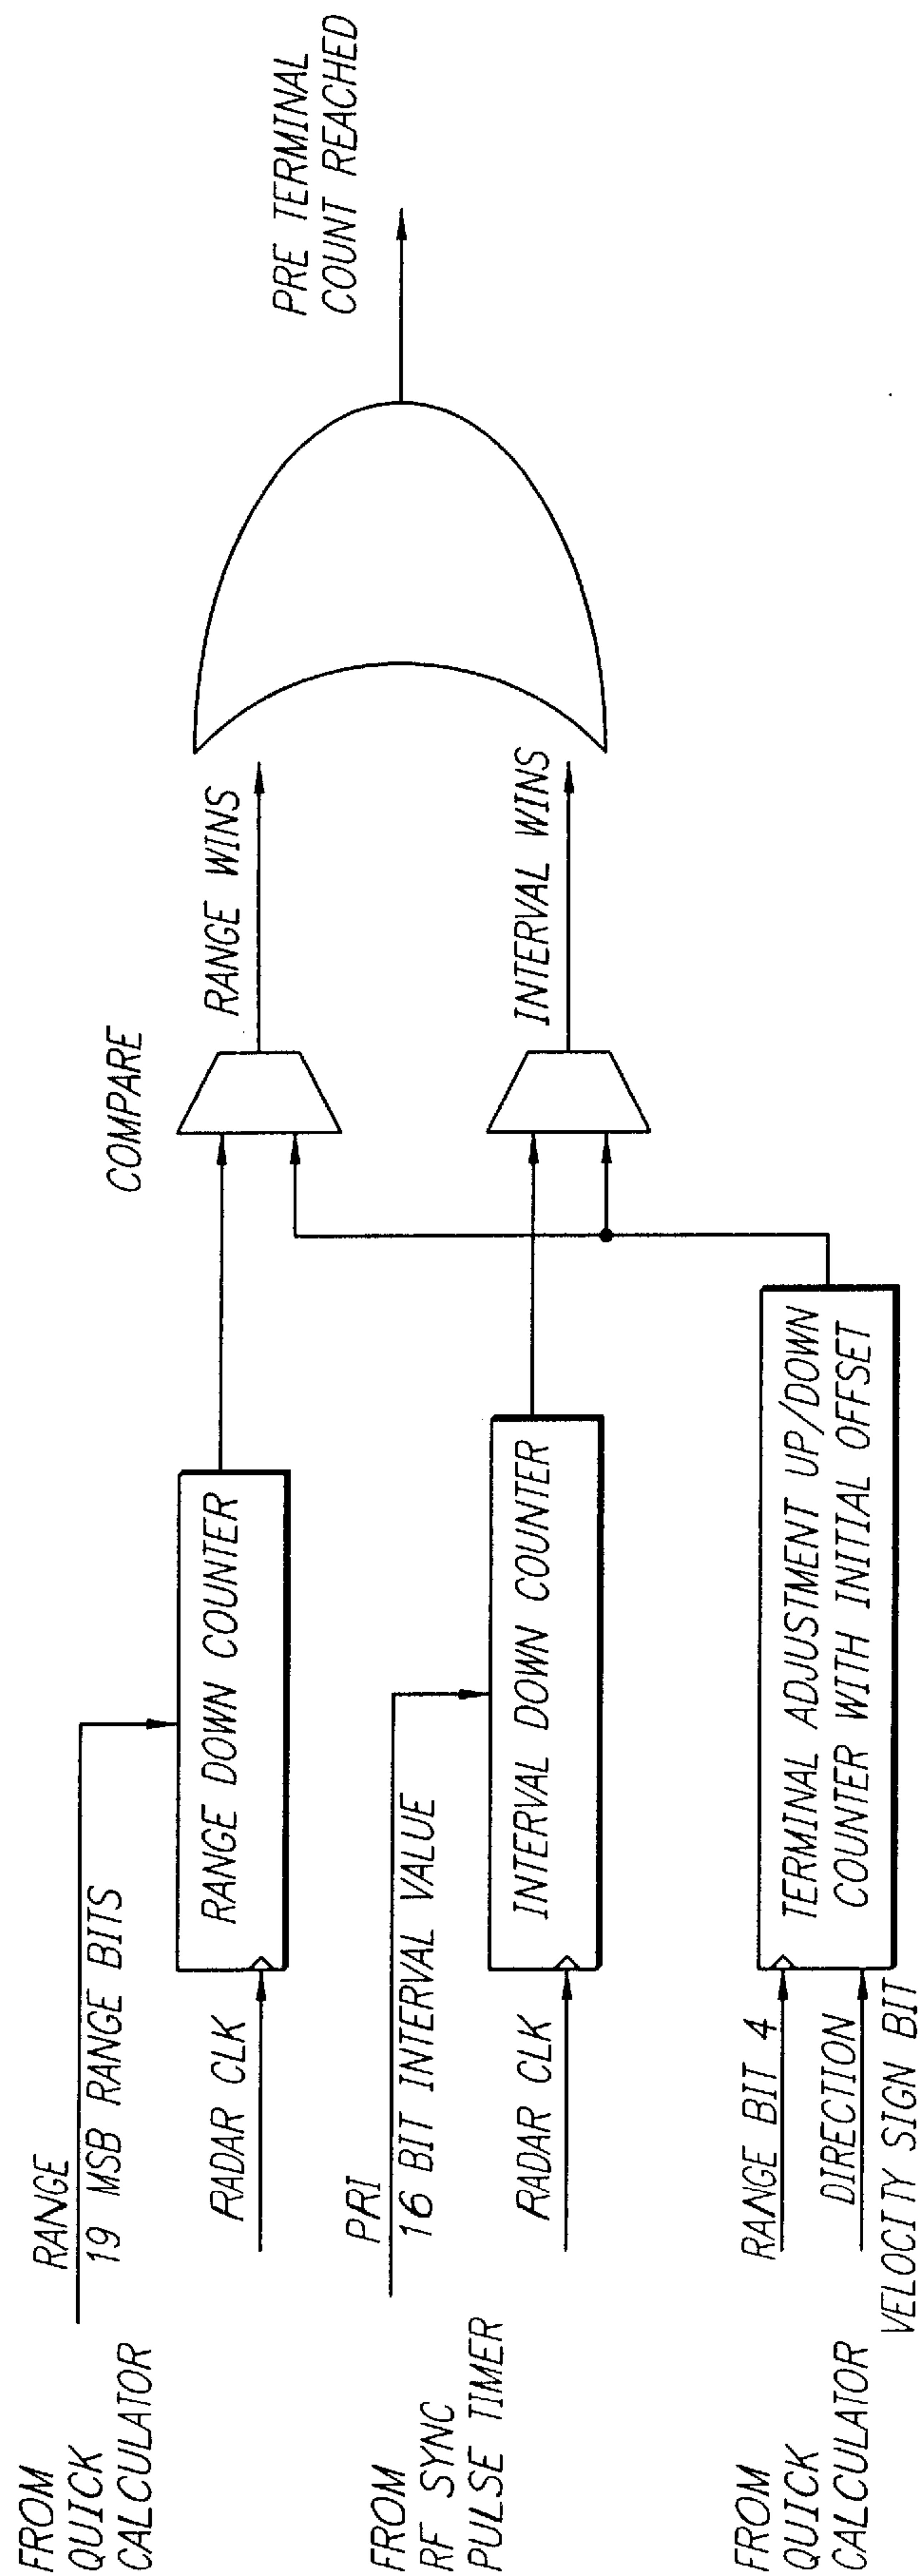 FROM
QUICK
CALCULATOR
RANGE
19 MSB RANGE BITS
RADAR CLK
RANGE DOWN COUNTER
COMPARE
RANGE WINS
FROM
RF SYNC
PULSE TIMER
PRI
16 BIT INTERVAL VALUE
RADAR CLK
INTERVAL DOWN COUNTER
INTERVAL WINS
PRE TERMINAL
COUNT REACHED
FROM
QUICK
CALCULATOR
RANGE BIT 4
DIRECTION
VELOCITY SIGN BIT
TERMINAL ADJUSTMENT UP/DOWN
COUNTER WITH INITIAL OFFSET